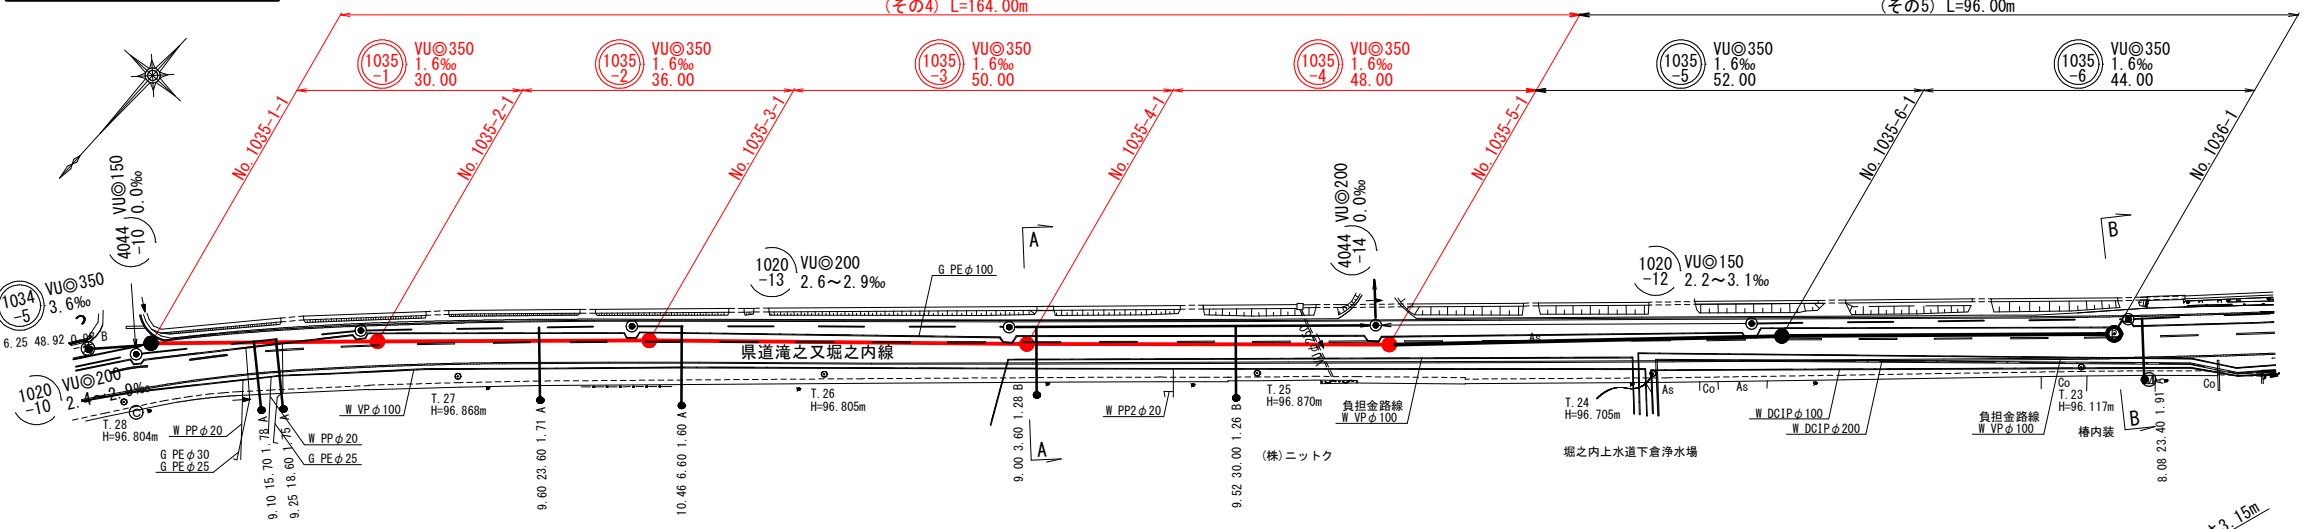 (その4) L=164.00m
(その5) L=96.00m
1035
-1
VU◎350
1.6‰
30.00
1035
-2
VU◎350
1.6‰
36.00
1035
-3
VU◎350
1.6‰
50.00
1035
-4
VU◎350
1.6‰
48.00
1035
-5
VU◎350
1.6‰
52.00
1035
-6
VU◎350
1.6‰
44.00
No. 1035-1-1
No. 1035-2-1
No. 1035-3-1
No. 1035-4-1
No. 1035-5-1
No. 1035-6-1
No. 1036-1
4044
-10
VU◎150
0.0‰
4044
-14
VU◎200
0.0‰
1034
-5
VU◎350
3.6‰
6.25 48.92 0.98 B
1020
-13
VU◎200
2.6～2.9‰
G PEφ100
A
1020
-12
VU◎150
2.2～3.1‰
B
県道滝之又堀之内線
As
1020
-10
VU◎200
2.4～2.9‰
T.28
H=96.804m
W PPφ20
G PEφ30
G PEφ25
W PPφ20
G PEφ25
W VPφ100
T.27
H=96.868m
T.26
H=96.805m
W PP2φ20
T.25
H=96.870m
負担金路線
W VPφ100
T.24
H=96.705m
As
Co
As
W DCIPφ100
W DCIPφ200
負担金路線
W VPφ100
Co
T.23
H=96.117m
Co
椿内装
B
A
(株)ニットク
堀之内上水道下倉浄水場
9.10 15.70 1.78 A
9.25 18.60 1.75 A
9.60 23.60 1.71 A
10.46 6.60 1.60 A
9.00 3.60 1.28 B
9.52 30.00 1.26 B
8.08 23.40 1.91
3.15m